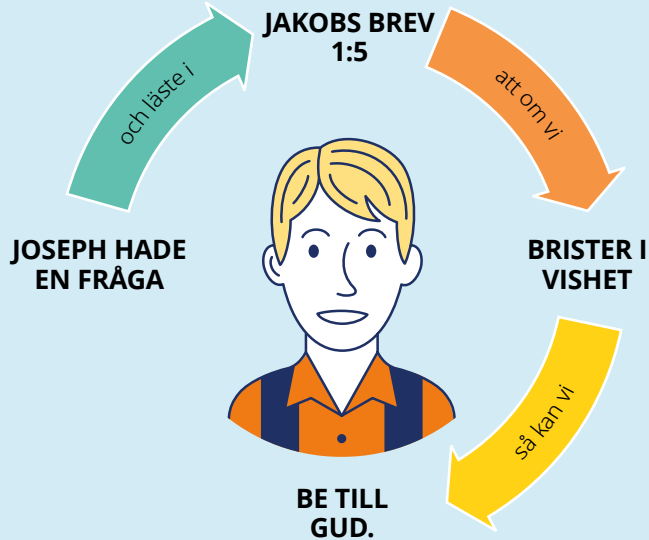 JOSEPH HADE
EN FRÅGA
och läste i
JAKOBS BREV
1:5
att om vi
BRISTER I
VISHET
så kan vi
BE TILL
GUD.